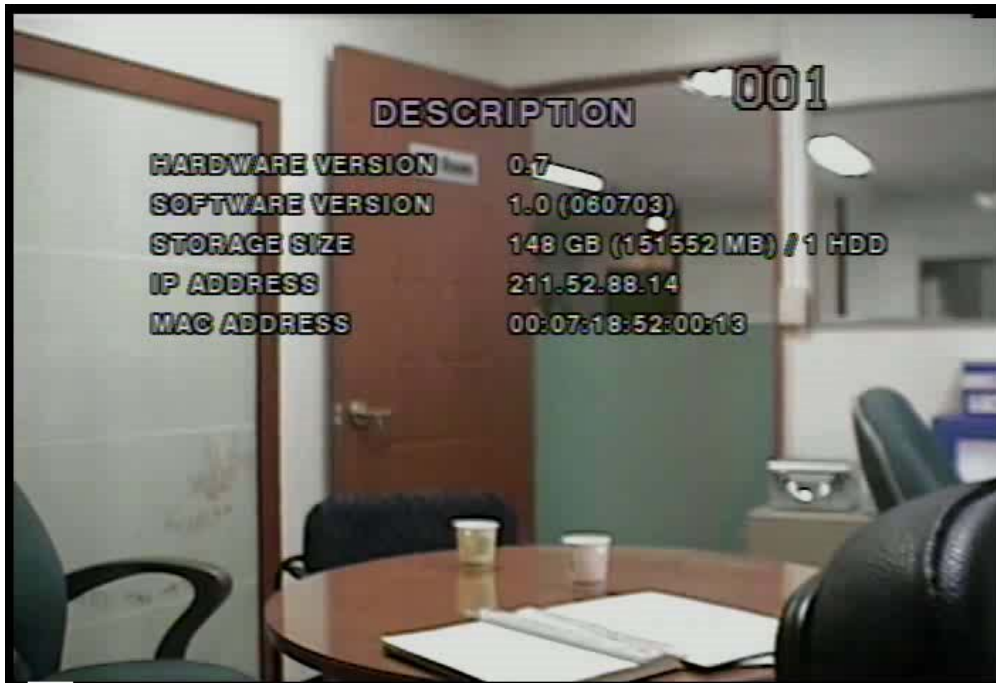 001
DESCRIPTION
HARDWARE VERSION 0.7
SOFTWARE VERSION 1.0 (060703)
STORAGE SIZE 148 GB (151552 MB) / 1 HDD
IP ADDRESS 211.52.88.14
MAC ADDRESS 00:07:18:52:00:13